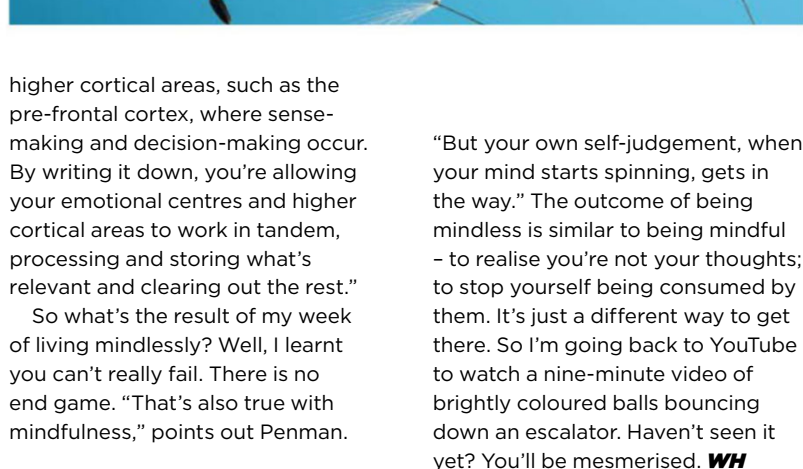 higher cortical areas, such as the
pre-frontal cortex, where sense-
making and decision-making occur.
By writing it down, you’re allowing
your emotional centres and higher
cortical areas to work in tandem,
processing and storing what’s
relevant and clearing out the rest.”
So what’s the result of my week
of living mindlessly? Well, I learnt
you can’t really fail. There is no
end game. “That’s also true with
mindfulness,” points out Penman.
“But your own self-judgement, when
your mind starts spinning, gets in
the way.” The outcome of being
mindless is similar to being mindful
– to realise you’re not your thoughts;
to stop yourself being consumed by
them. It’s just a different way to get
there. So I’m going back to YouTube
to watch a nine-minute video of
brightly coloured balls bouncing
down an escalator. Haven’t seen it
yet? You’ll be mesmerised. WH